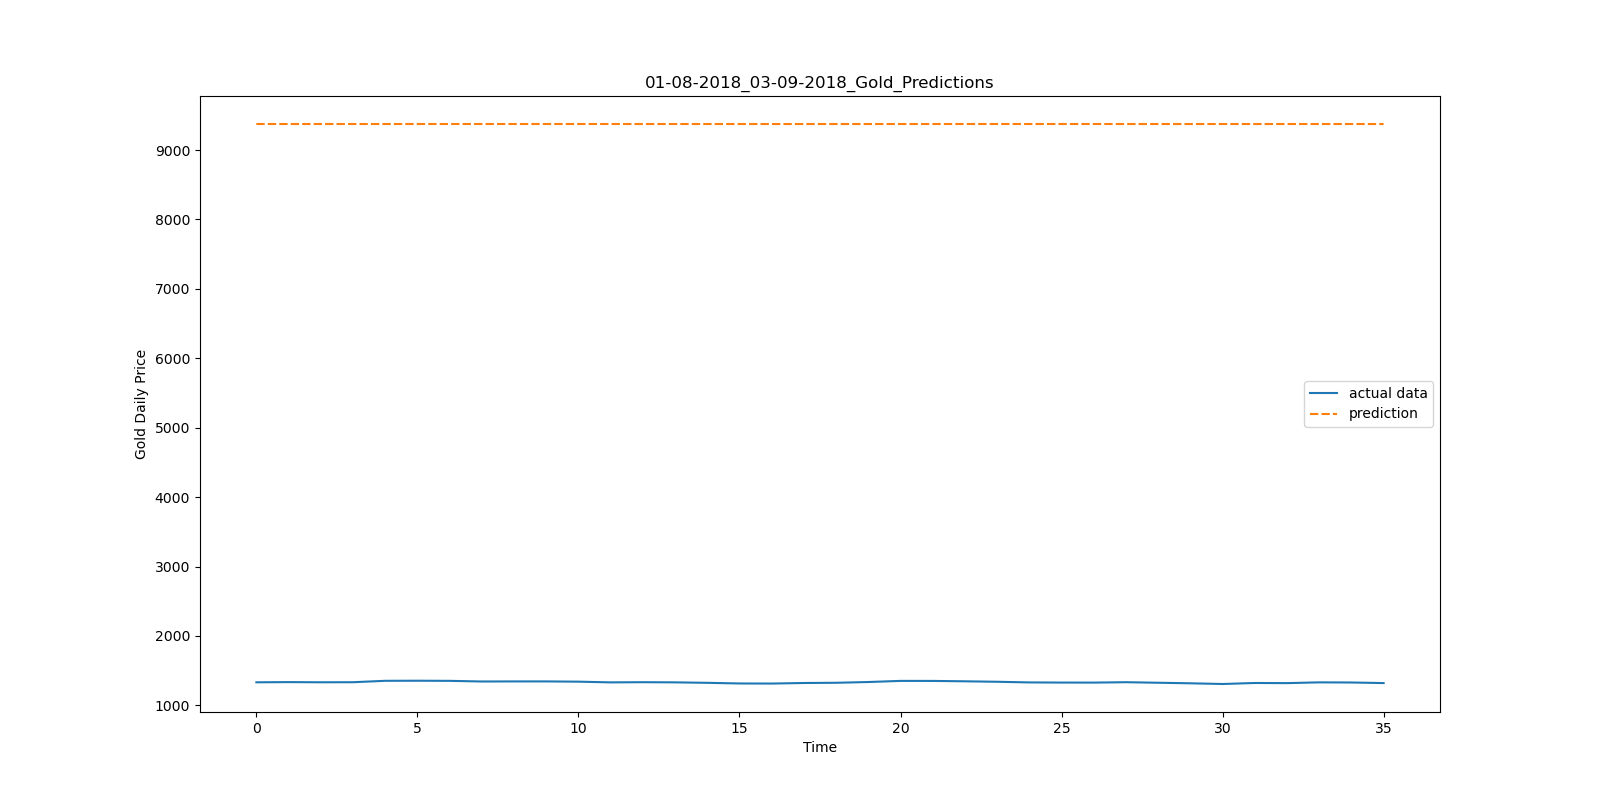 01-08-2018_03-09-2018_Gold_Predictions
Gold Daily Price
9000
8000
7000
6000
5000
4000
3000
2000
1000
actual data
prediction
0 5 10 15 20 25 30 35
Time